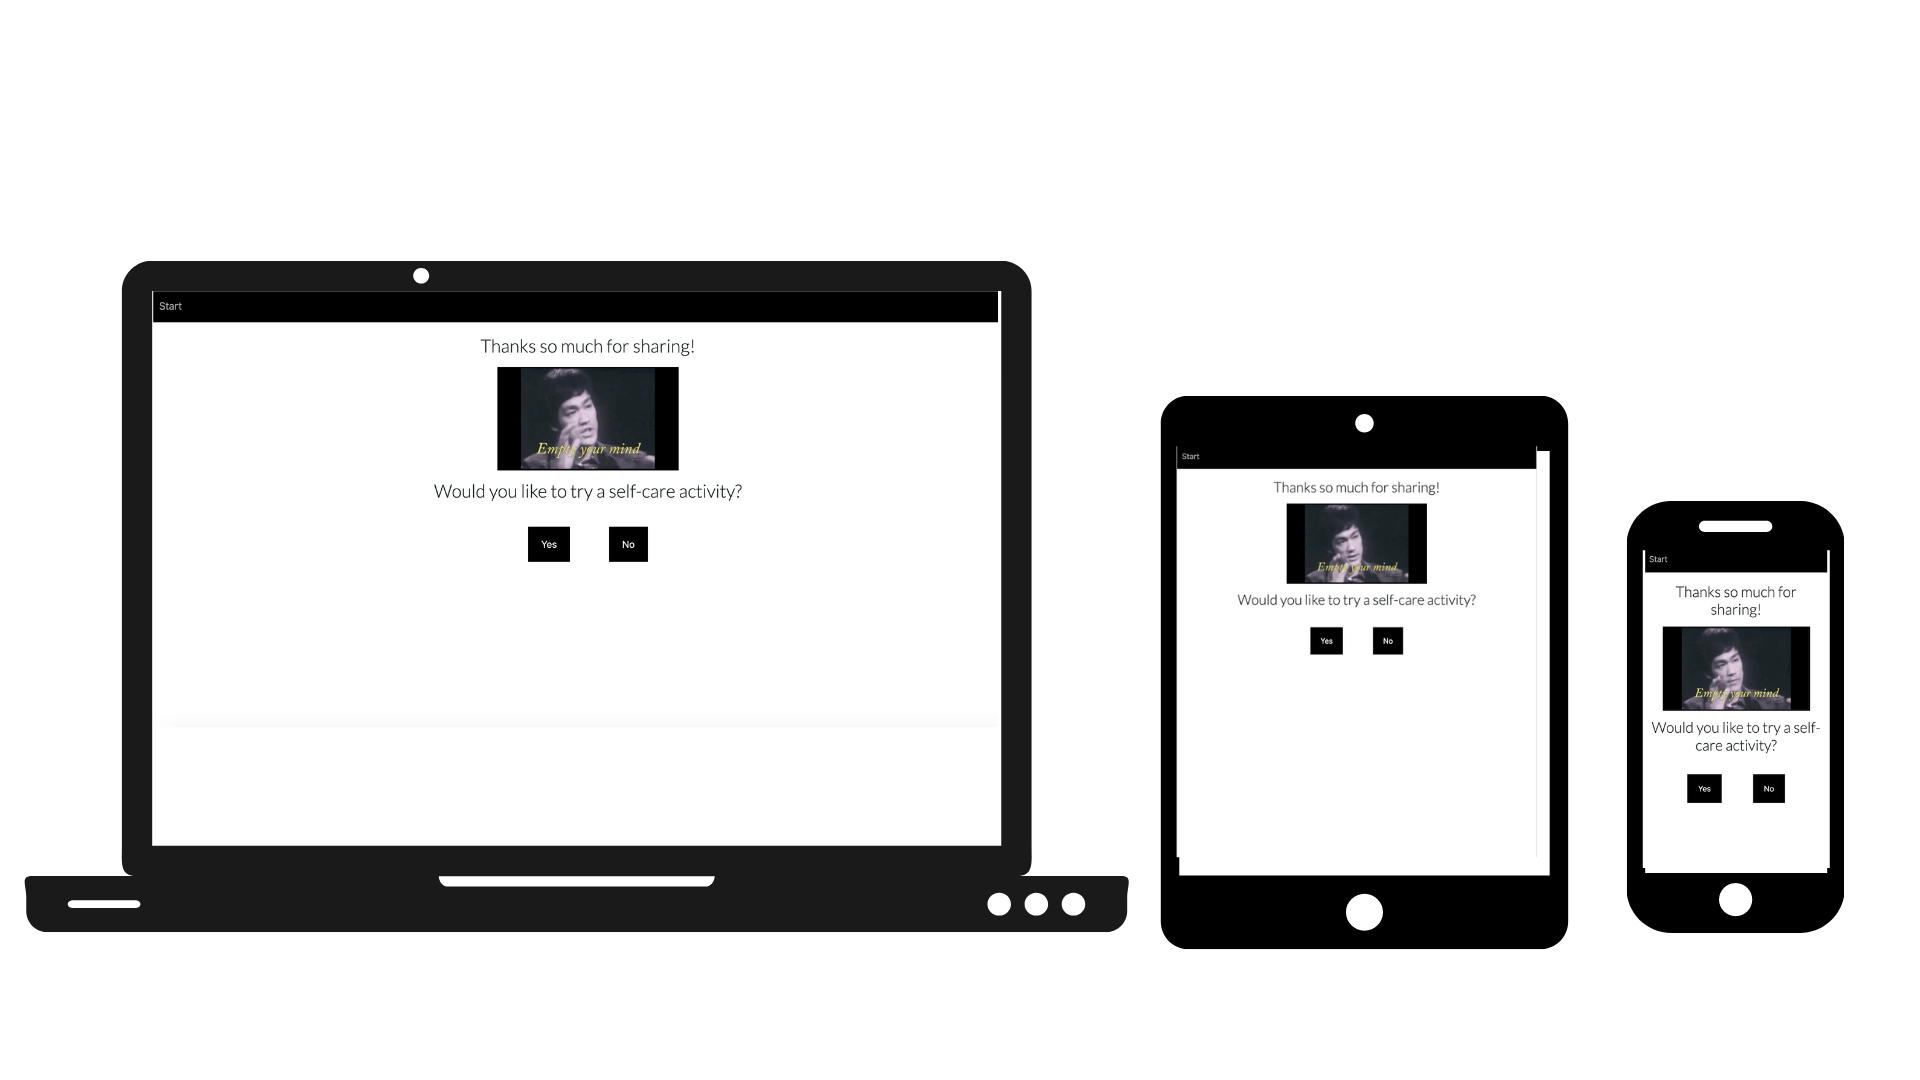 Start
Thanks so much for sharing!
Empty your mind
Would you like to try a self-care activity?
Yes No
Start
Thanks so much for sharing!
Empty your mind
Would you like to try a self-care activity?
Yes No
Start
Thanks so much for
sharing!
Empty your mind
Would you like to try a self-
care activity?
Yes No